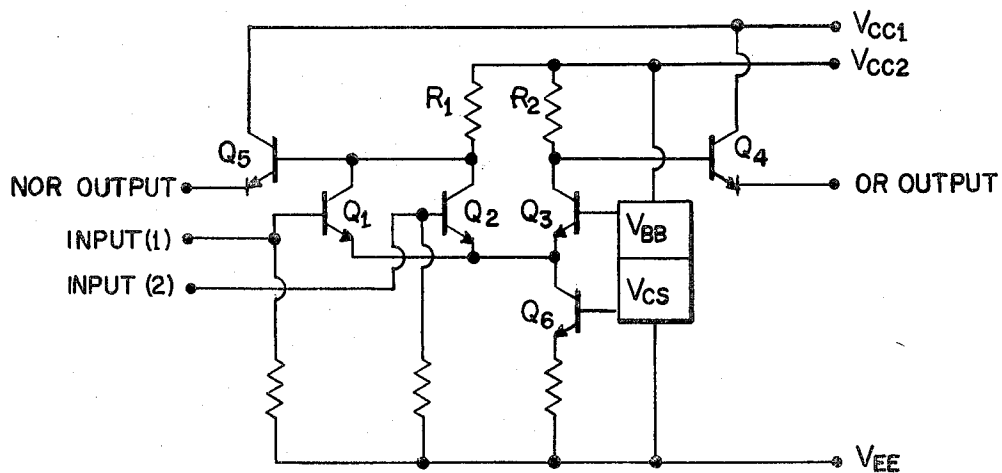 VCC1
VCC2
R1
R2
Q5
Q4
NOR OUTPUT
OR OUTPUT
Q1
Q2
Q3
VBB
INPUT(1)
INPUT (2)
VCS
Q6
VEE